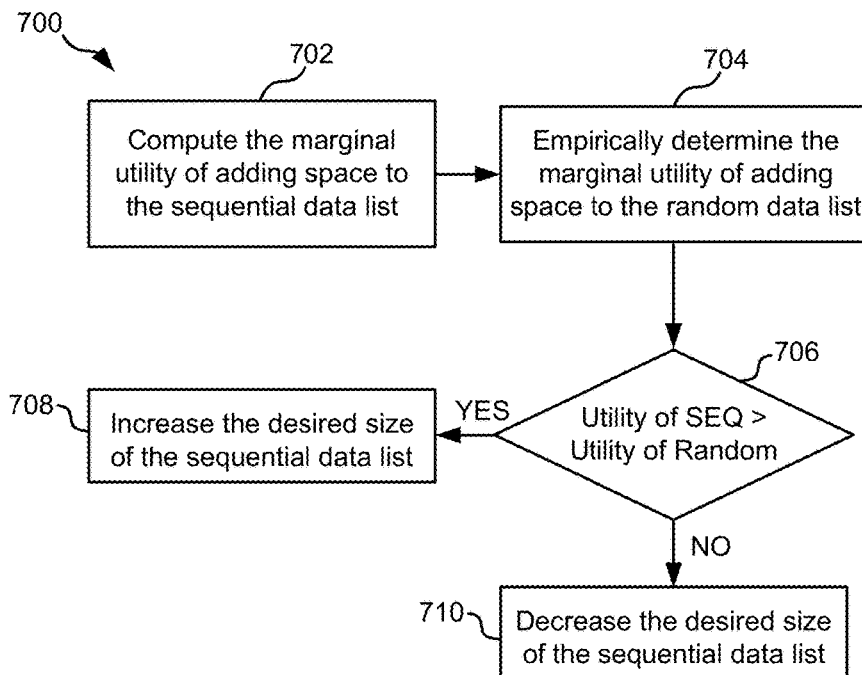 700
702
Compute the marginal
utility of adding space to
the sequential data list
704
Empirically determine the
marginal utility of adding
space to the random data list
706
Utility of SEQ >
Utility of Random
YES
708
Increase the desired size
of the sequential data list
NO
710
Decrease the desired size
of the sequential data list